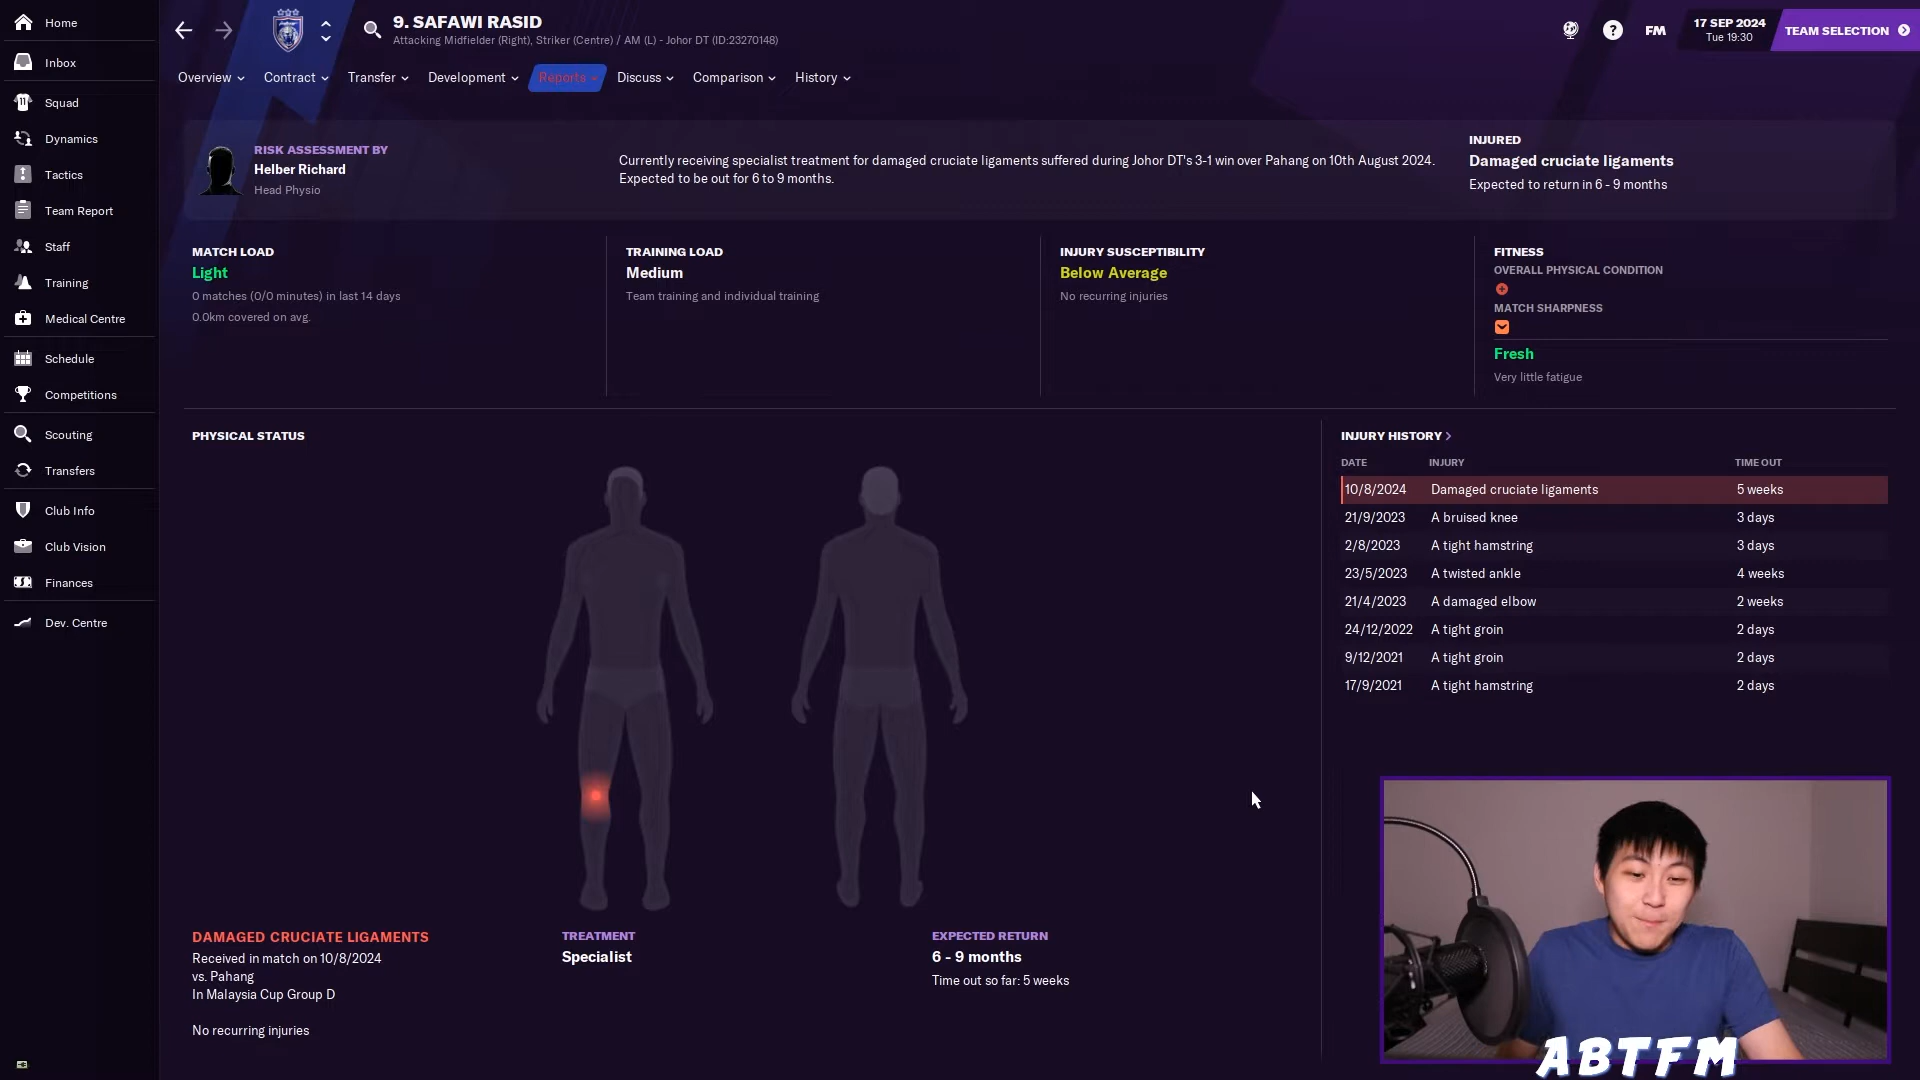 Home
Inbox
Squad
Dynamics
Tactics
Team Report
Staff
Training
Medical Centre
Schedule
Competitions
Scouting
Transfers
Club Info
Club Vision
Finances
Dev. Centre
9. SAFAWI RASID
Attacking Midfielder (Right), Striker (Centre) / AM (L) - Johor DT (ID:23270148)
FM
17 SEP 2024
Tue 19:30
TEAM SELECTION
Overview
Contract
Transfer
Development
Reports
Discuss
Comparison
History
RISK ASSESSMENT BY
Helber Richard
Head Physio
Currently receiving specialist treatment for damaged cruciate ligaments suffered during Johor DT's 3-1 win over Pahang on 10th August 2024.
Expected to be out for 6 to 9 months.
INJURED
Damaged cruciate ligaments
Expected to return in 6 - 9 months
MATCH LOAD
Light
0 matches (0/0 minutes) in last 14 days
0.0km covered on avg.
TRAINING LOAD
Medium
Team training and individual training
INJURY SUSCEPTIBILITY
Below Average
No recurring injuries
FITNESS
OVERALL PHYSICAL CONDITION
MATCH SHARPNESS
Fresh
Very little fatigue
PHYSICAL STATUS
DAMAGED CRUCIATE LIGAMENTS
Received in match on 10/8/2024
vs. Pahang
In Malaysia Cup Group D
No recurring injuries
TREATMENT
Specialist
EXPECTED RETURN
6 - 9 months
Time out so far: 5 weeks
INJURY HISTORY
DATE INJURY TIME OUT
10/8/2024 Damaged cruciate ligaments 5 weeks
21/9/2023 A bruised knee 3 days
2/8/2023 A tight hamstring 3 days
23/5/2023 A twisted ankle 4 weeks
21/4/2023 A damaged elbow 2 weeks
24/12/2022 A tight groin 2 days
9/12/2021 A tight groin 2 days
17/9/2021 A tight hamstring 2 days
ABTFM